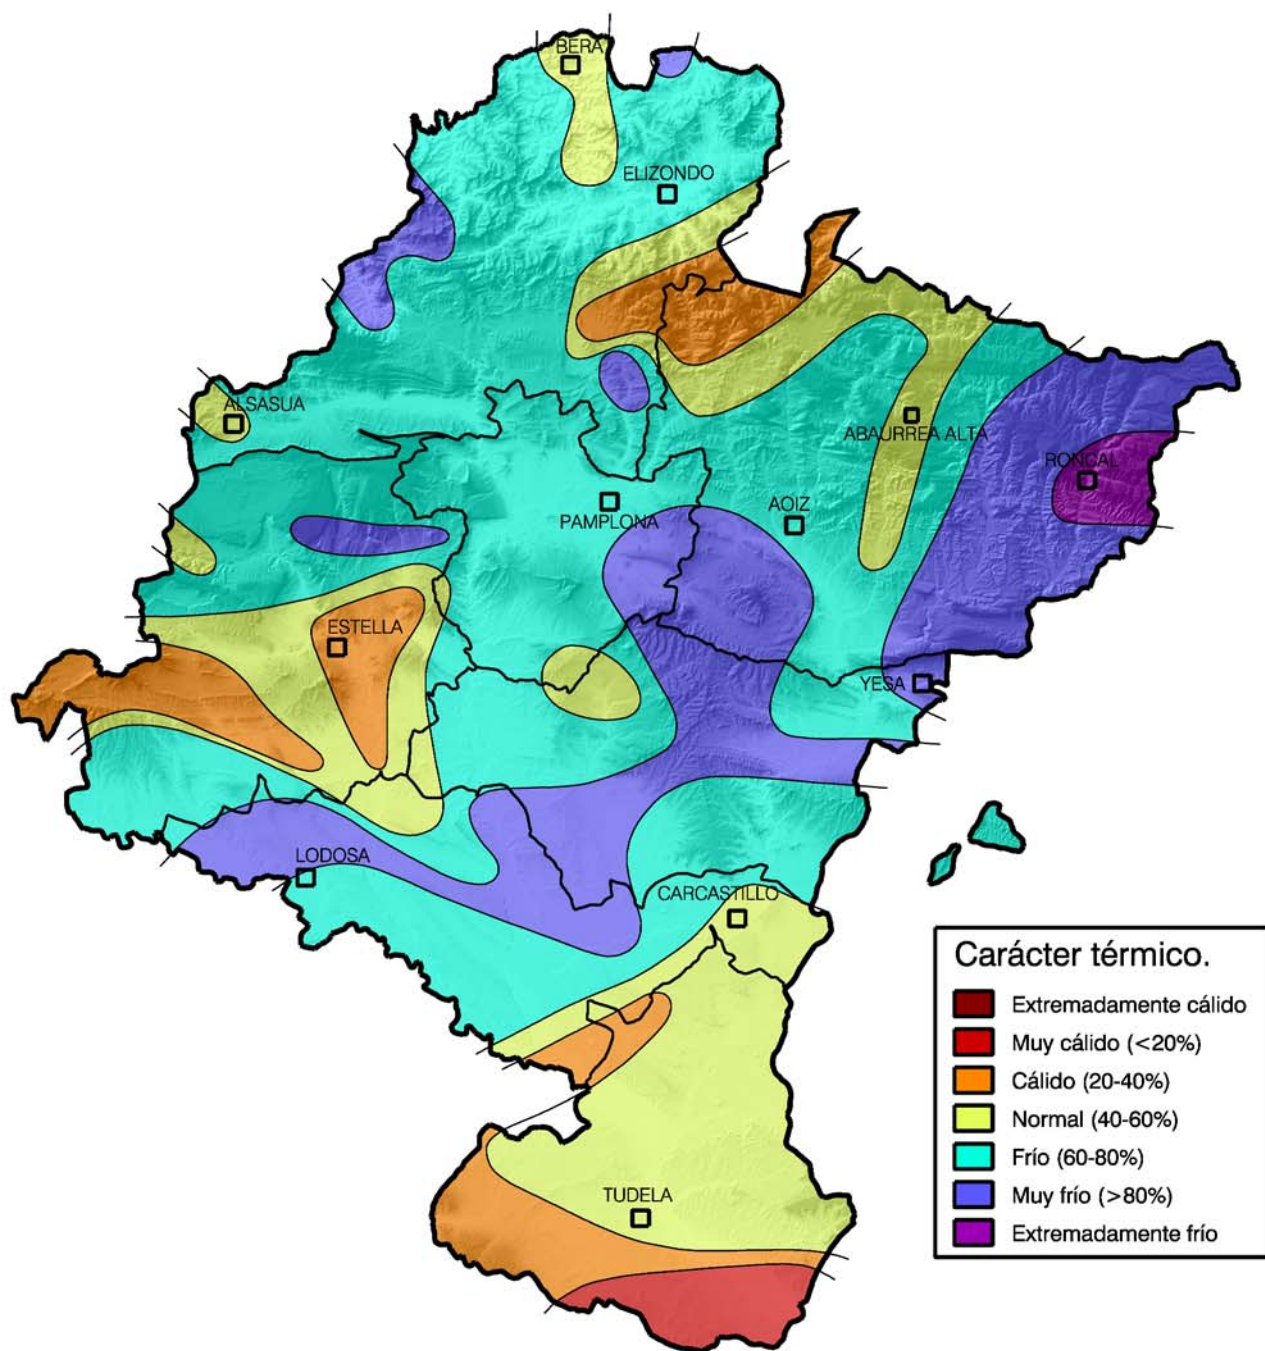 BERA
ELIZONDO
ALSASUA
ABAURREA ALTA
RONCAL
PAMPLONA
AOIZ
ESTELLA
YESA
LODOSA
CARCASTILLO
TUDELA
Carácter térmico.
Extremadamente cálido
Muy cálido (<20%)
Cálido (20-40%)
Normal (40-60%)
Frío (60-80%)
Muy frío (>80%)
Extremadamente frío